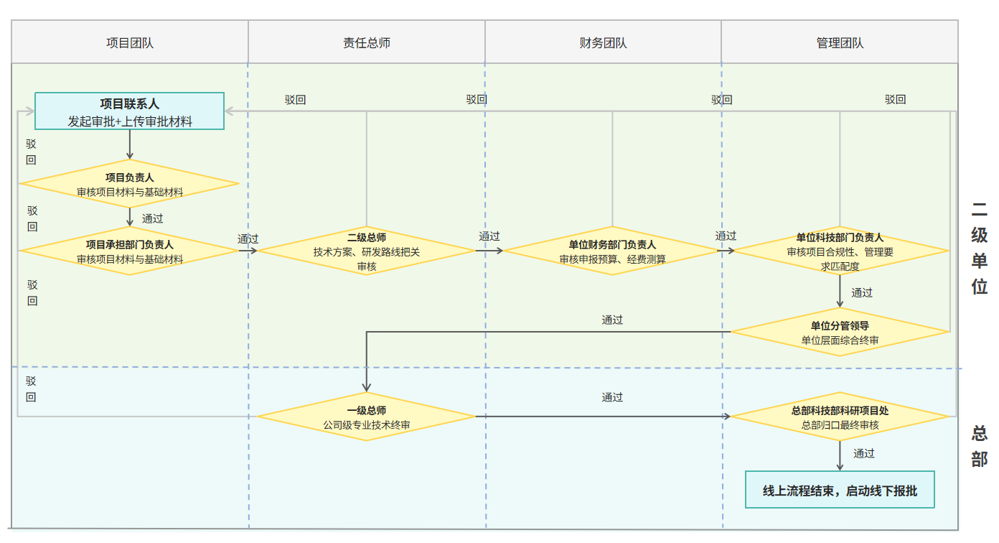 项目团队
责任总师
财务团队
管理团队
项目联系人
发起审批+上传审批材料
驳回
驳回
驳回
驳回
驳
回
项目负责人
审核项目材料与基础材料
通过
驳
回
项目承担部门负责人
审核项目材料与基础材料
通过
二级总师
技术方案、研发路线把关
审核
通过
单位财务部门负责人
审核申报预算、经费测算
通过
单位科技部门负责人
审核项目合规性、管理要
求匹配度
二
级
单
位
驳
回
通过
通过
单位分管领导
单位层面综合终审
驳
回
一级总师
公司级专业技术终审
通过
总部科技部科研项目处
总部归口最终审核
总
部
通过
线上流程结束，启动线下报批